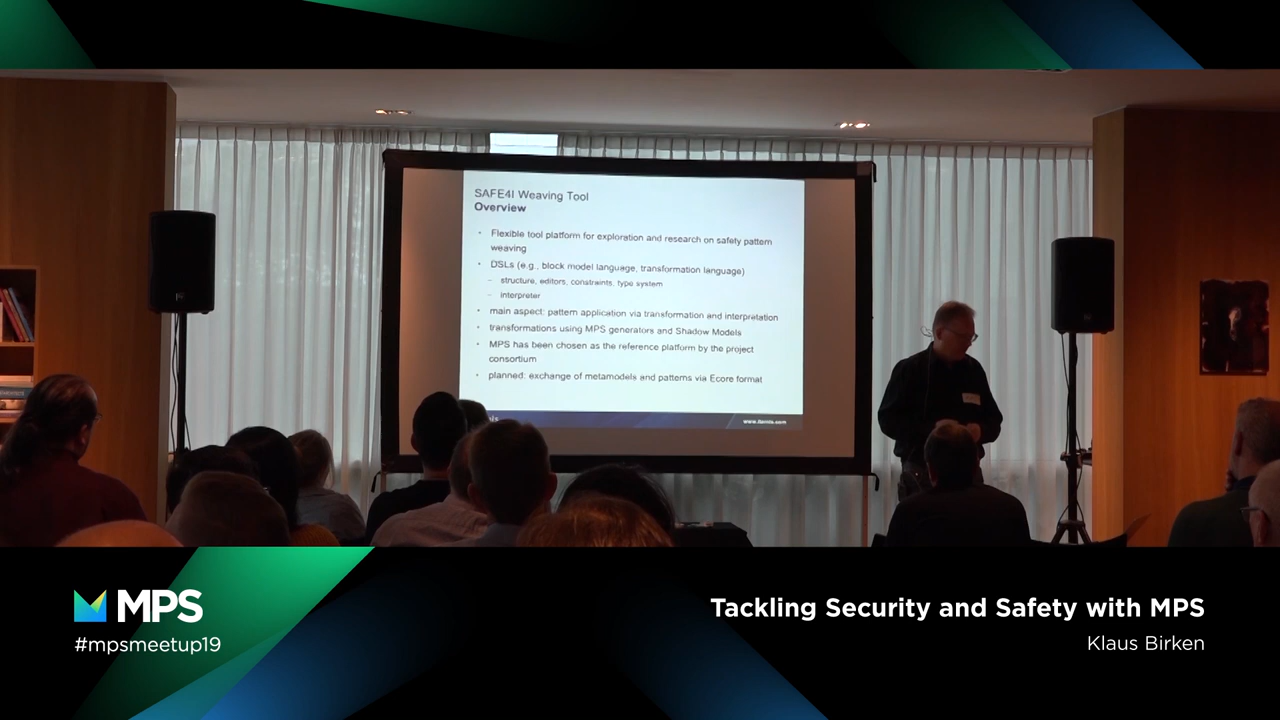 SAFE4I Weaving Tool
Overview
• Flexible tool platform for exploration and research on safety pattern
weaving
• DSLs (e.g., block model language, transformation language)
– structure, editors, constraints, type system
– interpreter
• main aspect: pattern application via transformation and interpretation
• transformations using MPS generators and Shadow Models
• MPS has been chosen as the reference platform by the project
consortium
• planned: exchange of metamodels and patterns via Ecore format
www.itemis.com
MPS
#mpsmeetup19
Tackling Security and Safety with MPS
Klaus Birken